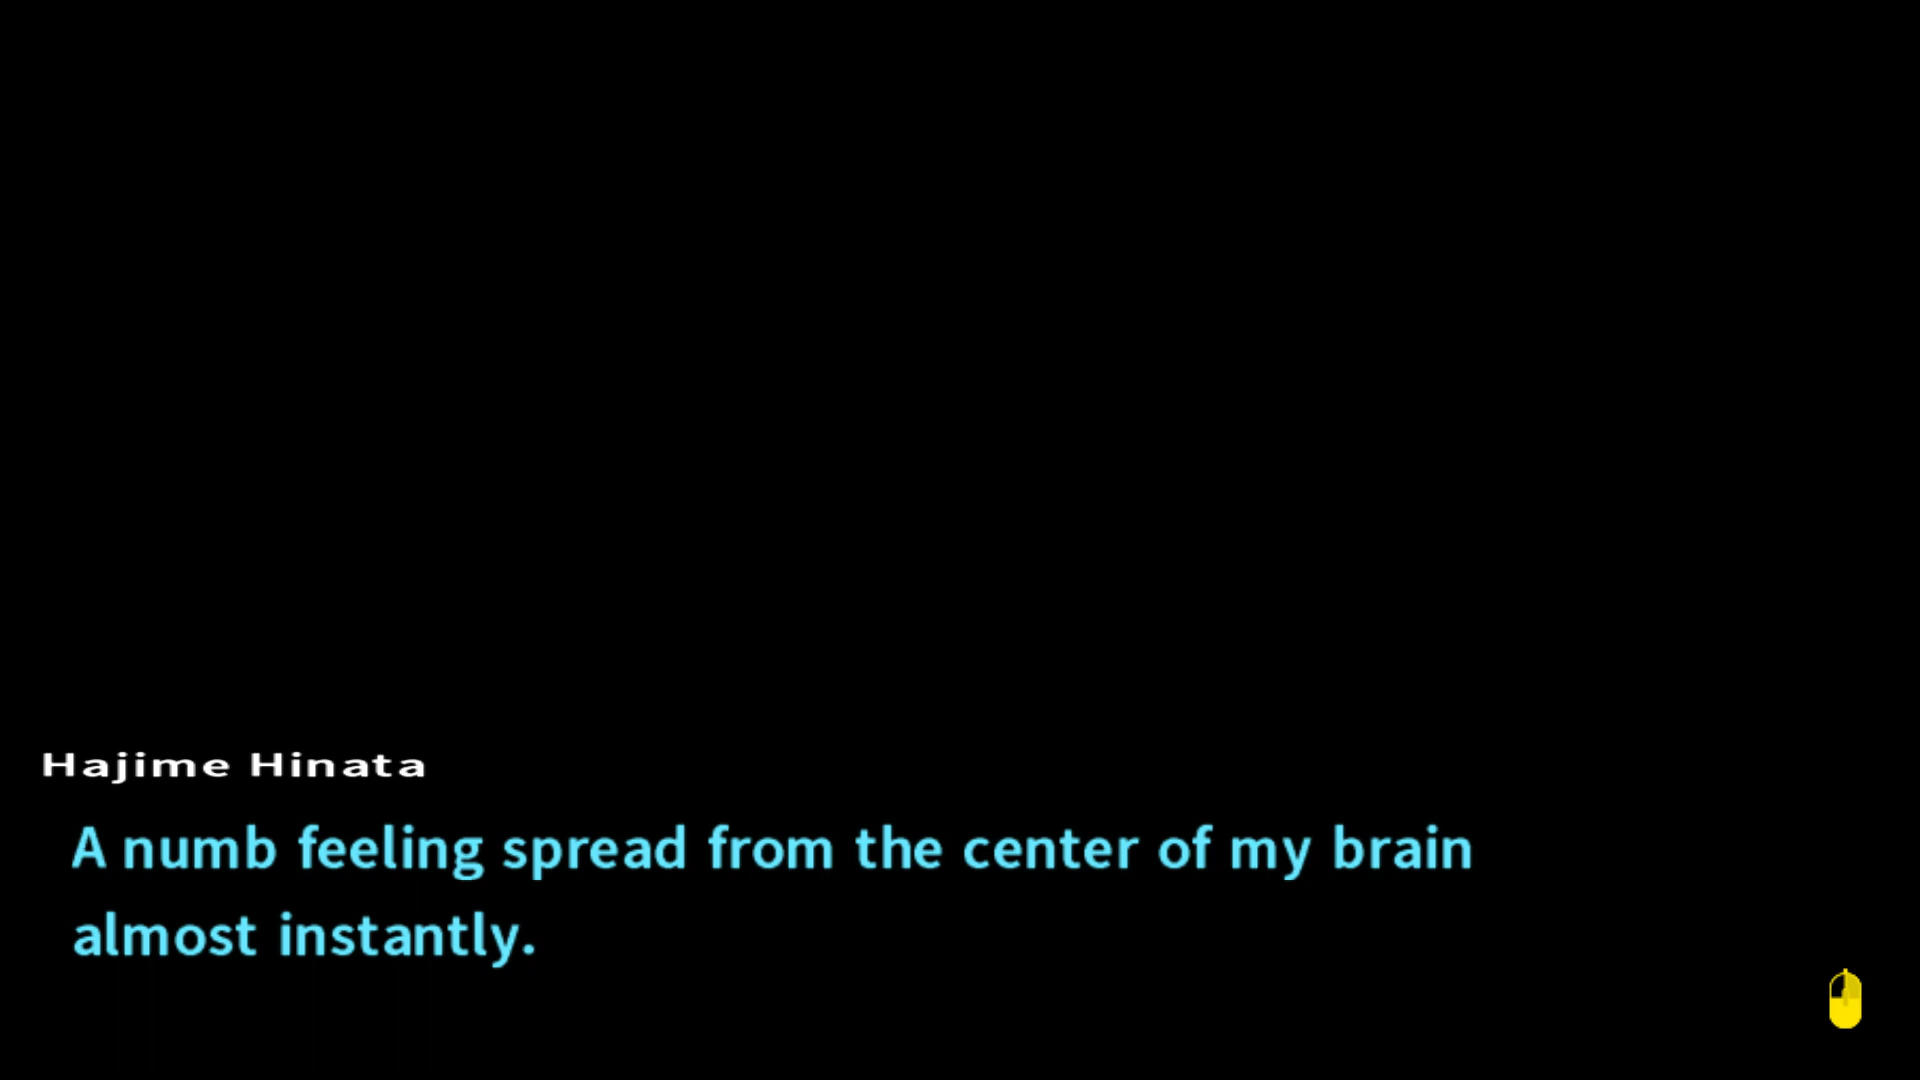 Hajime Hinata
A numb feeling spread from the center of my brain
almost instantly.